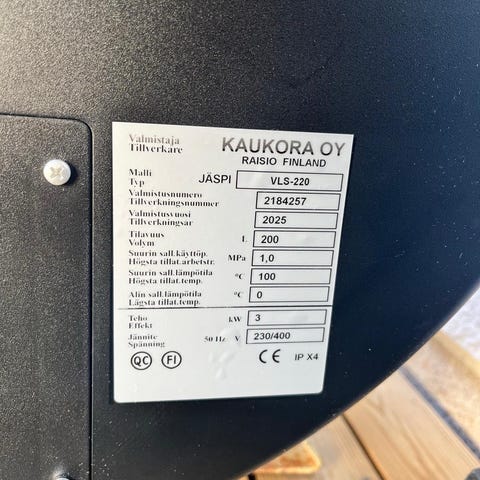 Valmistaja
Tillverkare
KAUKORA OY
RAISIO FINLAND
Malli
Typ
JÄSPI VLS-220
Valmistusnumero
Tillverkningsnummer
2184257
Valmistusvuosi
Tillverkningsår
2025
Tilavuus
Volym
L 200
Suurin sall.käyttöp.
Högsta tillat.arbetstr.
MPa 1,0
Suurin sall.lämpötila
Högsta tillat.temp.
°C 100
Alin sall.lämpötila
Lägsta tillat.temp.
°C 0
Teho
Effekt
kW 3
Jännite
Spänning
50 Hz V 230/400
QC FI CE IP X4